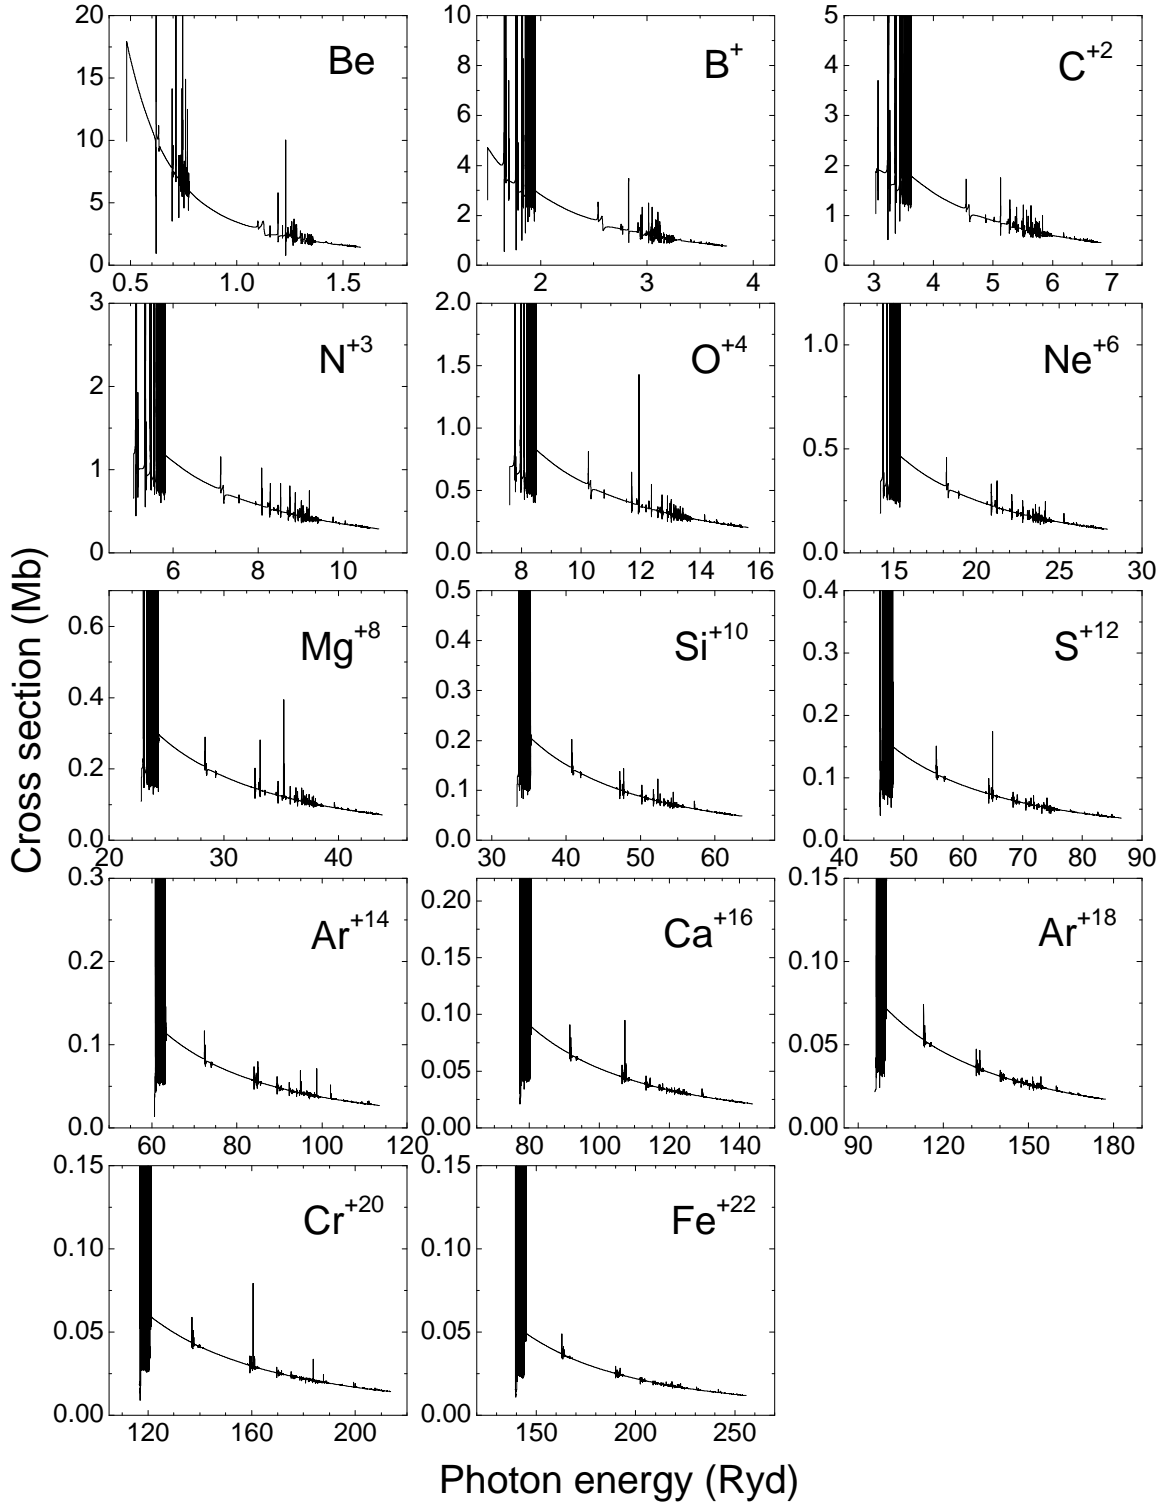 20
15
10
5
0
Be
0.5 1.0 1.5
10
8
6
4
2
0
B+
2 3 4
5
4
3
2
1
0
C+2
3 4 5 6 7
3
2
1
0
N+3
6 8 10
2.0
1.5
1.0
0.5
0.0
O+4
8 10 12 14 16
1.0
0.5
0.0
Ne+6
15 20 25 30
Cross section (Mb)
0.6
0.4
0.2
0.0
Mg+8
20 30 40
0.5
0.4
0.3
0.2
0.1
0.0
Si+10
30 40 50 60
0.4
0.3
0.2
0.1
0.0
S+12
40 50 60 70 80 90
0.3
0.2
0.1
0.0
Ar+14
60 80 100 120
0.20
0.15
0.10
0.05
0.00
Ca+16
80 100 120 140
0.15
0.10
0.05
0.00
Ar+18
90 120 150 180
0.15
0.10
0.05
0.00
Cr+20
120 160 200
0.15
0.10
0.05
0.00
Fe+22
150 200 250
Photon energy (Ryd)